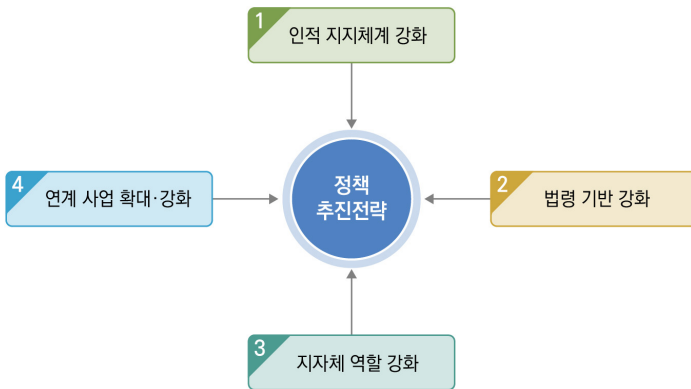 1
인적 지지체계 강화
4
연계 사업 확대·강화
정책
추진전략
2
법령 기반 강화
3
지자체 역할 강화